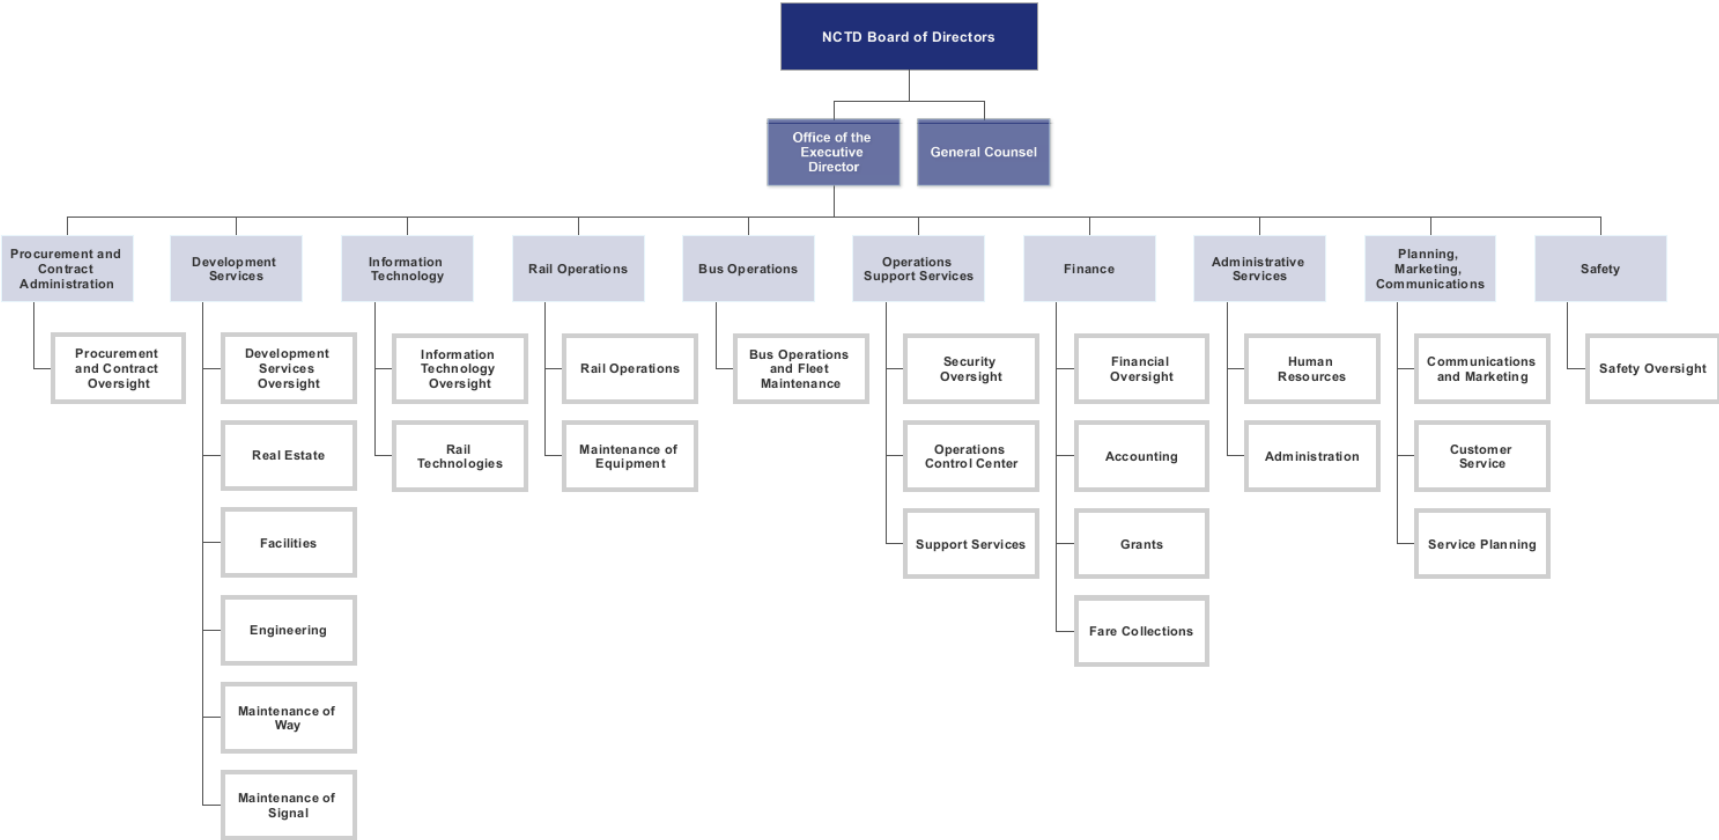 NCTD Board of Directors
Office of the
Executive
Director
General Counsel
Procurement and
Contract
Administration
Development
Services
Information
Technology
Rail Operations
Bus Operations
Operations
Support Services
Finance
Administrative
Services
Planning,
Marketing,
Communications
Safety
Procurement
and Contract
Oversight
Development
Services
Oversight
Information
Technology
Oversight
Rail Operations
Bus Operations
and Fleet
Maintenance
Security
Oversight
Financial
Oversight
Human
Resources
Communications
and Marketing
Safety Oversight
Real Estate
Rail
Technologies
Maintenance of
Equipment
Operations
Control Center
Accounting
Administration
Customer
Service
Facilities
Support Services
Grants
Service Planning
Engineering
Fare Collections
Maintenance of
Way
Maintenance of
Signal